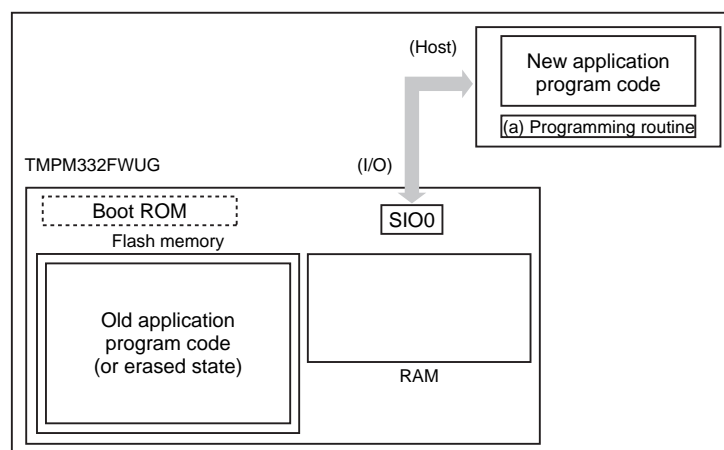 (Host)
New application
program code
(a) Programming routine
TMPM332FWUG
(I/O)
Boot ROM
SIO0
Flash memory
Old application
program code
(or erased state)
RAM